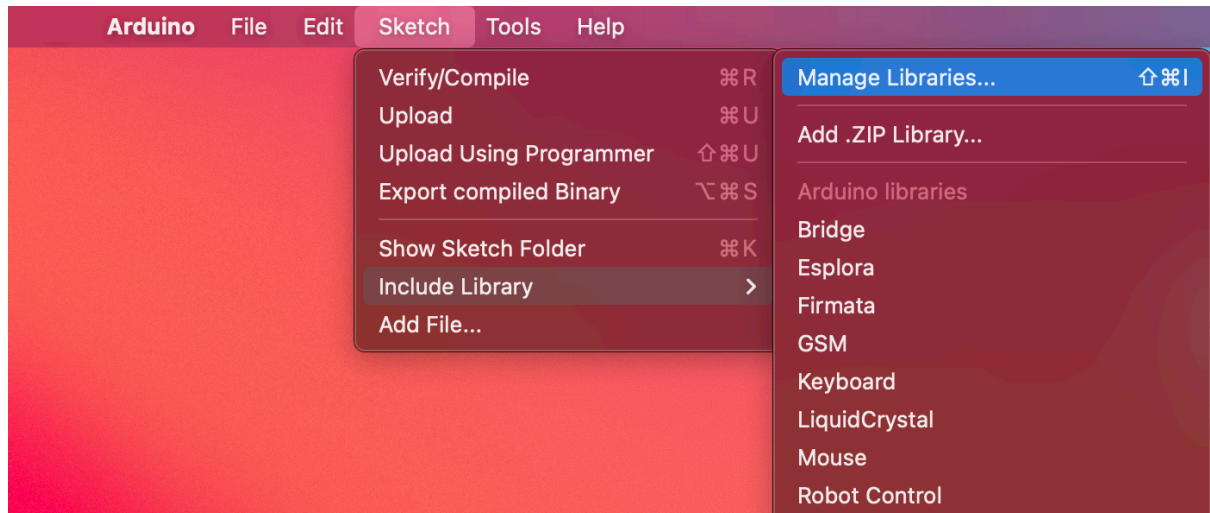 Arduino File Edit Sketch Tools Help
Verify/Compile ⌘R
Upload ⌘U
Upload Using Programmer ⇧⌘U
Export compiled Binary ⌥⌘S
Show Sketch Folder ⌘K
Include Library >
Add File...
Manage Libraries... ⇧⌘I
Add .ZIP Library...
Arduino libraries
Bridge
Esplora
Firmata
GSM
Keyboard
LiquidCrystal
Mouse
Robot Control